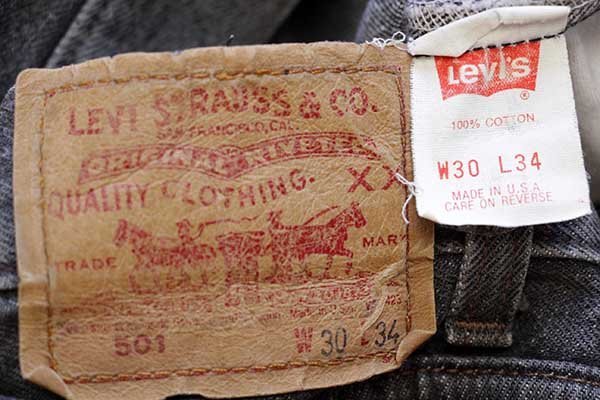 LEVI STRAUSS & CO.
SAN FRANCISCO, CAL.
ORIGINAL RIVETED
QUALITY CLOTHING. XX
TRADE MARK
501 W 30 L 34
Levi's
®
100% COTTON
W30 L34
MADE IN U.S.A
CARE ON REVERSE